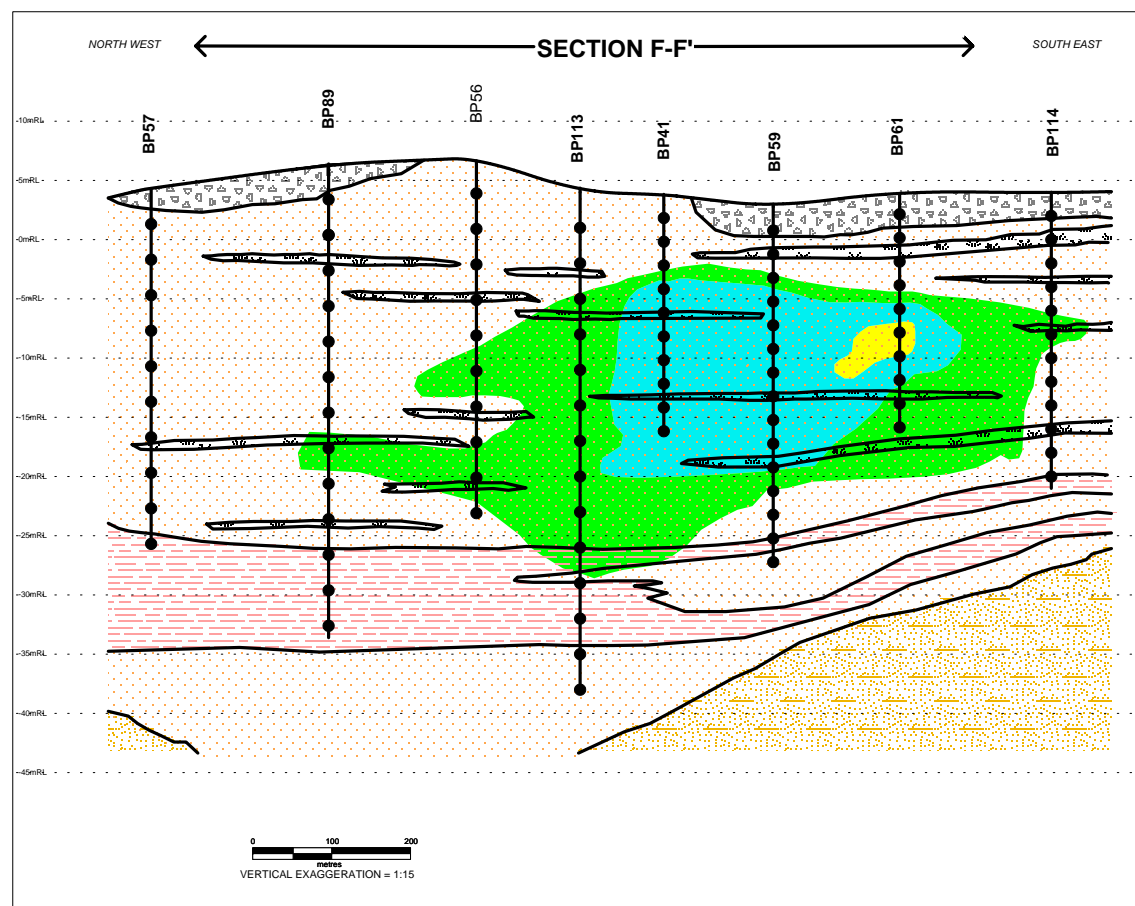 NORTH WEST
SECTION F-F'
SOUTH EAST
BP57
BP89
BP56
BP113
BP41
BP59
BP61
BP114
-10mRL
-5mRL
-0mRL
-5mRL
-10mRL
-15mRL
-20mRL
-25mRL
-30mRL
-35mRL
-40mRL
-45mRL
0 100 200
metres
VERTICAL EXAGGERATION = 1:15